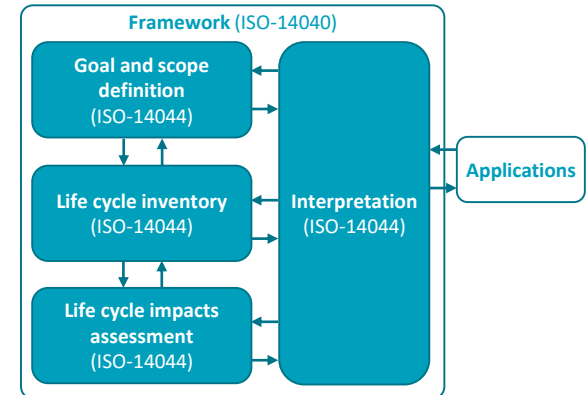 Framework (ISO-14040)
Goal and scope
definition
(ISO-14044)
Life cycle inventory
(ISO-14044)
Life cycle impacts
assessment
(ISO-14044)
Interpretation
(ISO-14044)
Applications